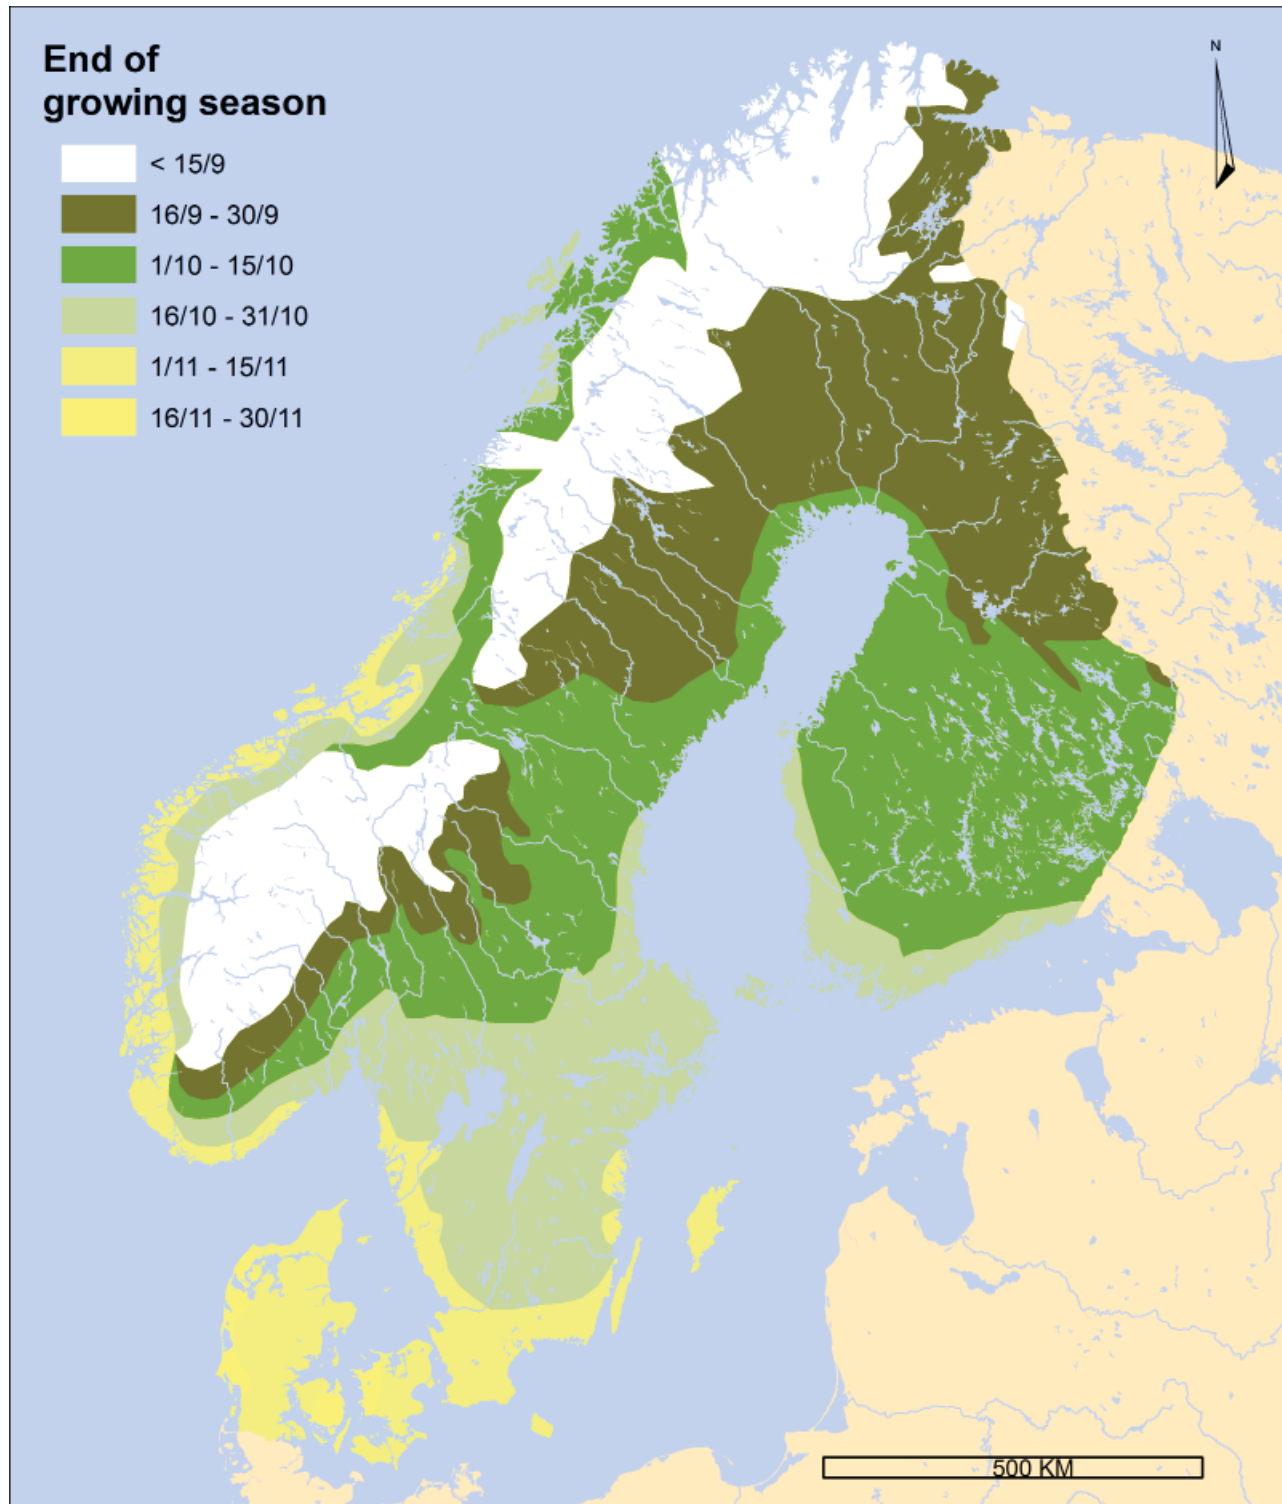 End of
growing season
< 15/9
16/9 - 30/9
1/10 - 15/10
16/10 - 31/10
1/11 - 15/11
16/11 - 30/11
N
500 KM